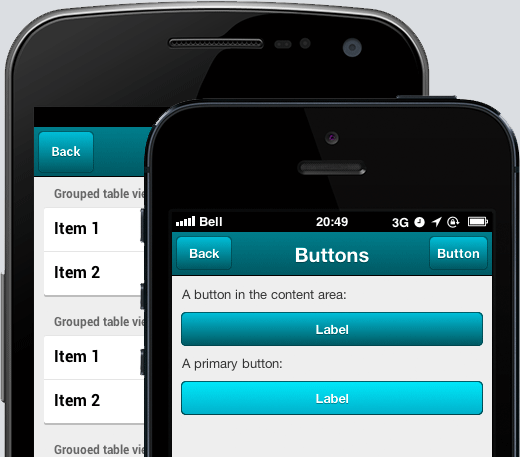 Back
Grouped table vie
Item 1
Item 2
Grouped table vie
Item 1
Item 2
Grouped table vie
Bell 20:49 3G
Back Buttons Button
A button in the content area:
Label
A primary button:
Label